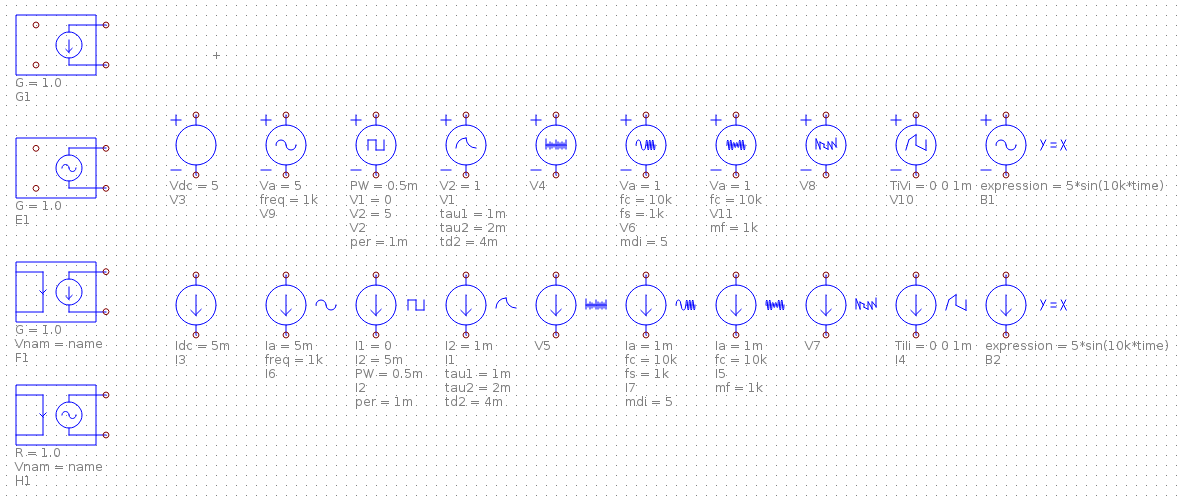 G = 1.0
G1
G = 1.0
E1
Vdc = 5
V3
Va = 5
freq = 1k
V9
PW = 0.5m
V1 = 0
V2 = 5
V2
per = 1m
V2 = 1
V1
tau1 = 1m
tau2 = 2m
td2 = 4m
V4
Va = 1
fc = 10k
fs = 1k
V6
mdi = 5
Va = 1
fc = 10k
V11
mf = 1k
V8
TiVi = 0 0 1m
V10
expression = 5*sin(10k*time)
B1
Y=X
G = 1.0
Vnam = name
F1
Idc = 5m
I3
Ia = 5m
freq = 1k
I6
I1 = 0
I2 = 5m
PW = 0.5m
I2
per = 1m
I2 = 1m
I1
tau1 = 1m
tau2 = 2m
td2 = 4m
V5
Ia = 1m
fc = 10k
fs = 1k
I7
mdi = 5
Ia = 1m
fc = 10k
I5
mf = 1k
V7
TiIi = 0 0 1m
I4
expression = 5*sin(10k*time)
B2
Y=X
R = 1.0
Vnam = name
H1